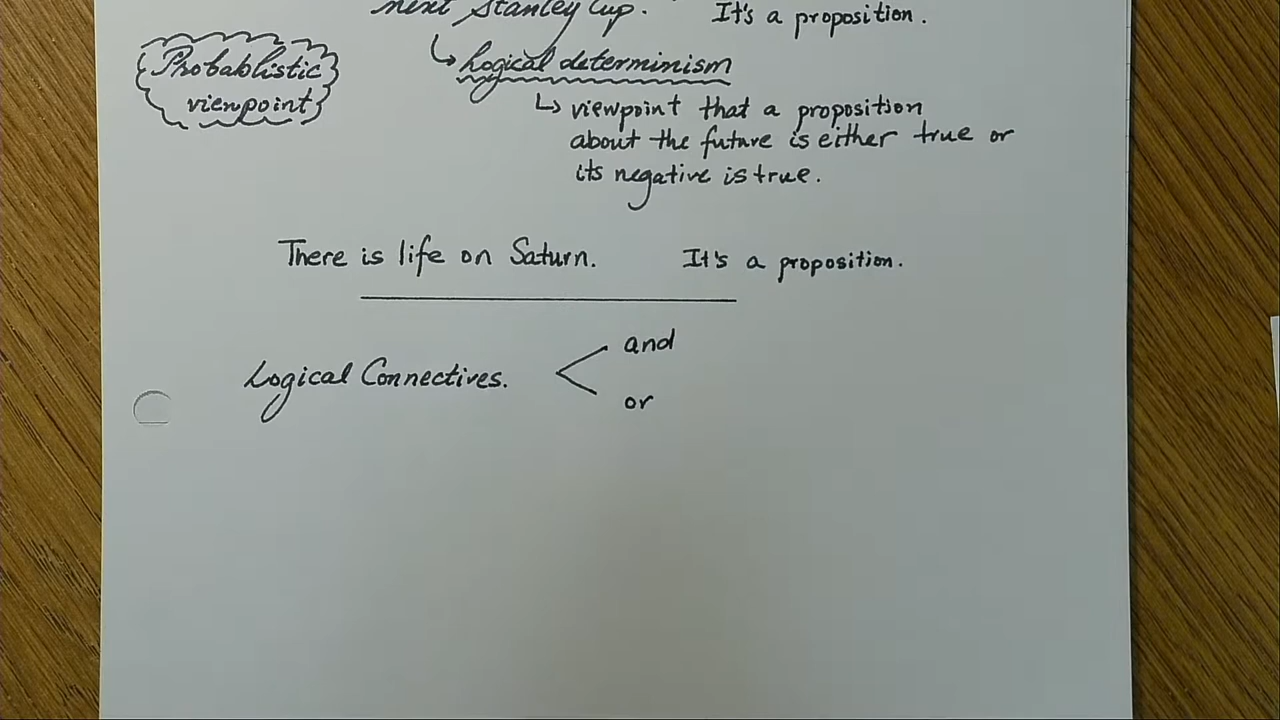 next Stanley Cup.
It's a proposition.
Probablistic
viewpoint
Logical determinism
viewpoint that a proposition
about the future is either true or
its negative is true.
There is life on Saturn. It's a proposition.
Logical Connectives.
and
or